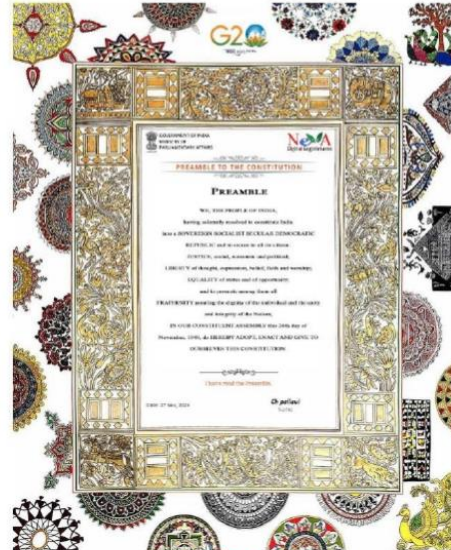 G20
GOVERNMENT OF INDIA
MINISTRY OF
PARLIAMENTARY AFFAIRS
NeVA
Digital legislatures
PREAMBLE TO THE CONSTITUTION
PREAMBLE
WE, THE PEOPLE OF INDIA,
having solemnly resolved to constitute India
into a SOVEREIGN SOCIALIST SECULAR DEMOCRATIC
REPUBLIC and to secure to all its citizens
JUSTICE, social, economic and political;
LIBERTY of thought, expression, belief, faith and worship;
EQUALITY of status and of opportunity;
and to promote among them all
FRATERNITY assuring the dignity of the individual and the unity
and integrity of the Nation;
IN OUR CONSTITUENT ASSEMBLY this 26th day of
November, 1949, do HEREBY ADOPT, ENACT AND GIVE TO
OURSELVES THIS CONSTITUTION
I have read the Preamble.
Ch pallavi